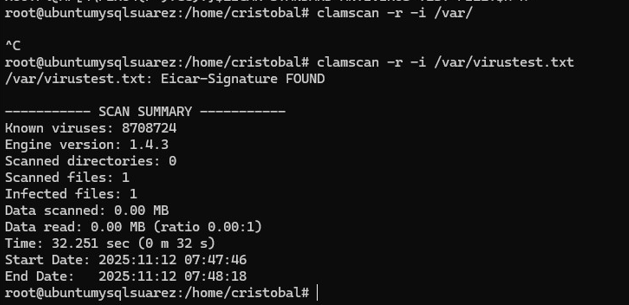 root@ubuntumysqlsuarez:/home/cristobal# clamscan -r -i /var/
^C
root@ubuntumysqlsuarez:/home/cristobal# clamscan -r -i /var/virustest.txt
/var/virustest.txt: Eicar-Signature FOUND
----------- SCAN SUMMARY -----------
Known viruses: 8708724
Engine version: 1.4.3
Scanned directories: 0
Scanned files: 1
Infected files: 1
Data scanned: 0.00 MB
Data read: 0.00 MB (ratio 0.00:1)
Time: 32.251 sec (0 m 32 s)
Start Date: 2025:11:12 07:47:46
End Date:   2025:11:12 07:48:18
root@ubuntumysqlsuarez:/home/cristobal#